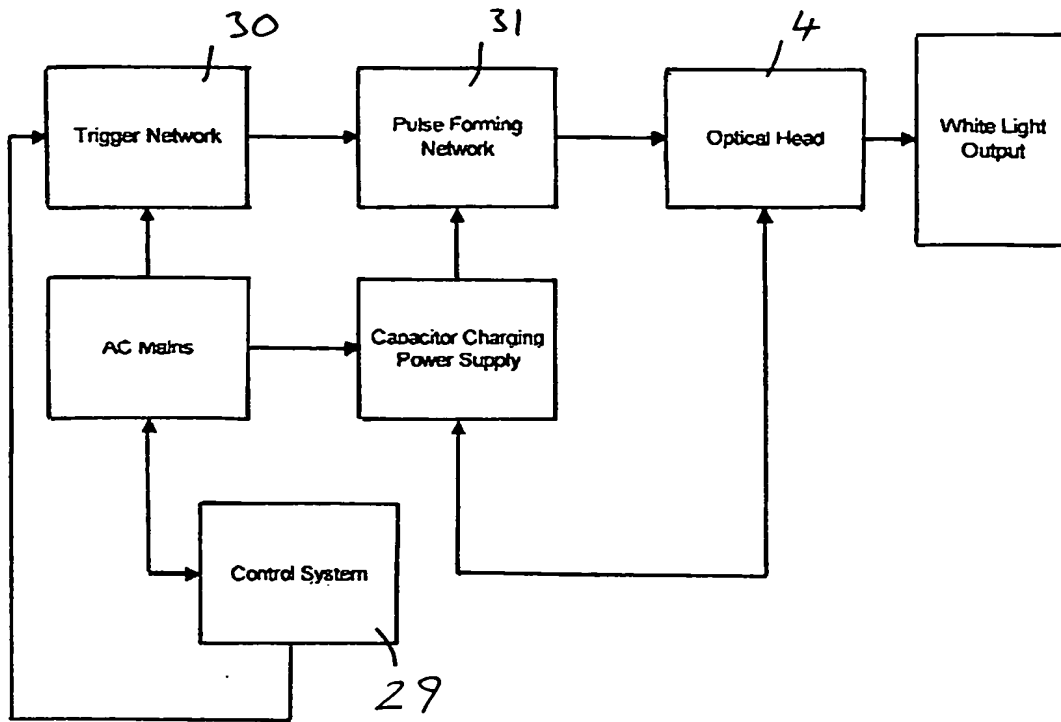 30
31
4
Trigger Network
Pulse Forming
Network
Optical Head
White Light
Output
AC Mains
Capacitor Charging
Power Supply
Control System
29